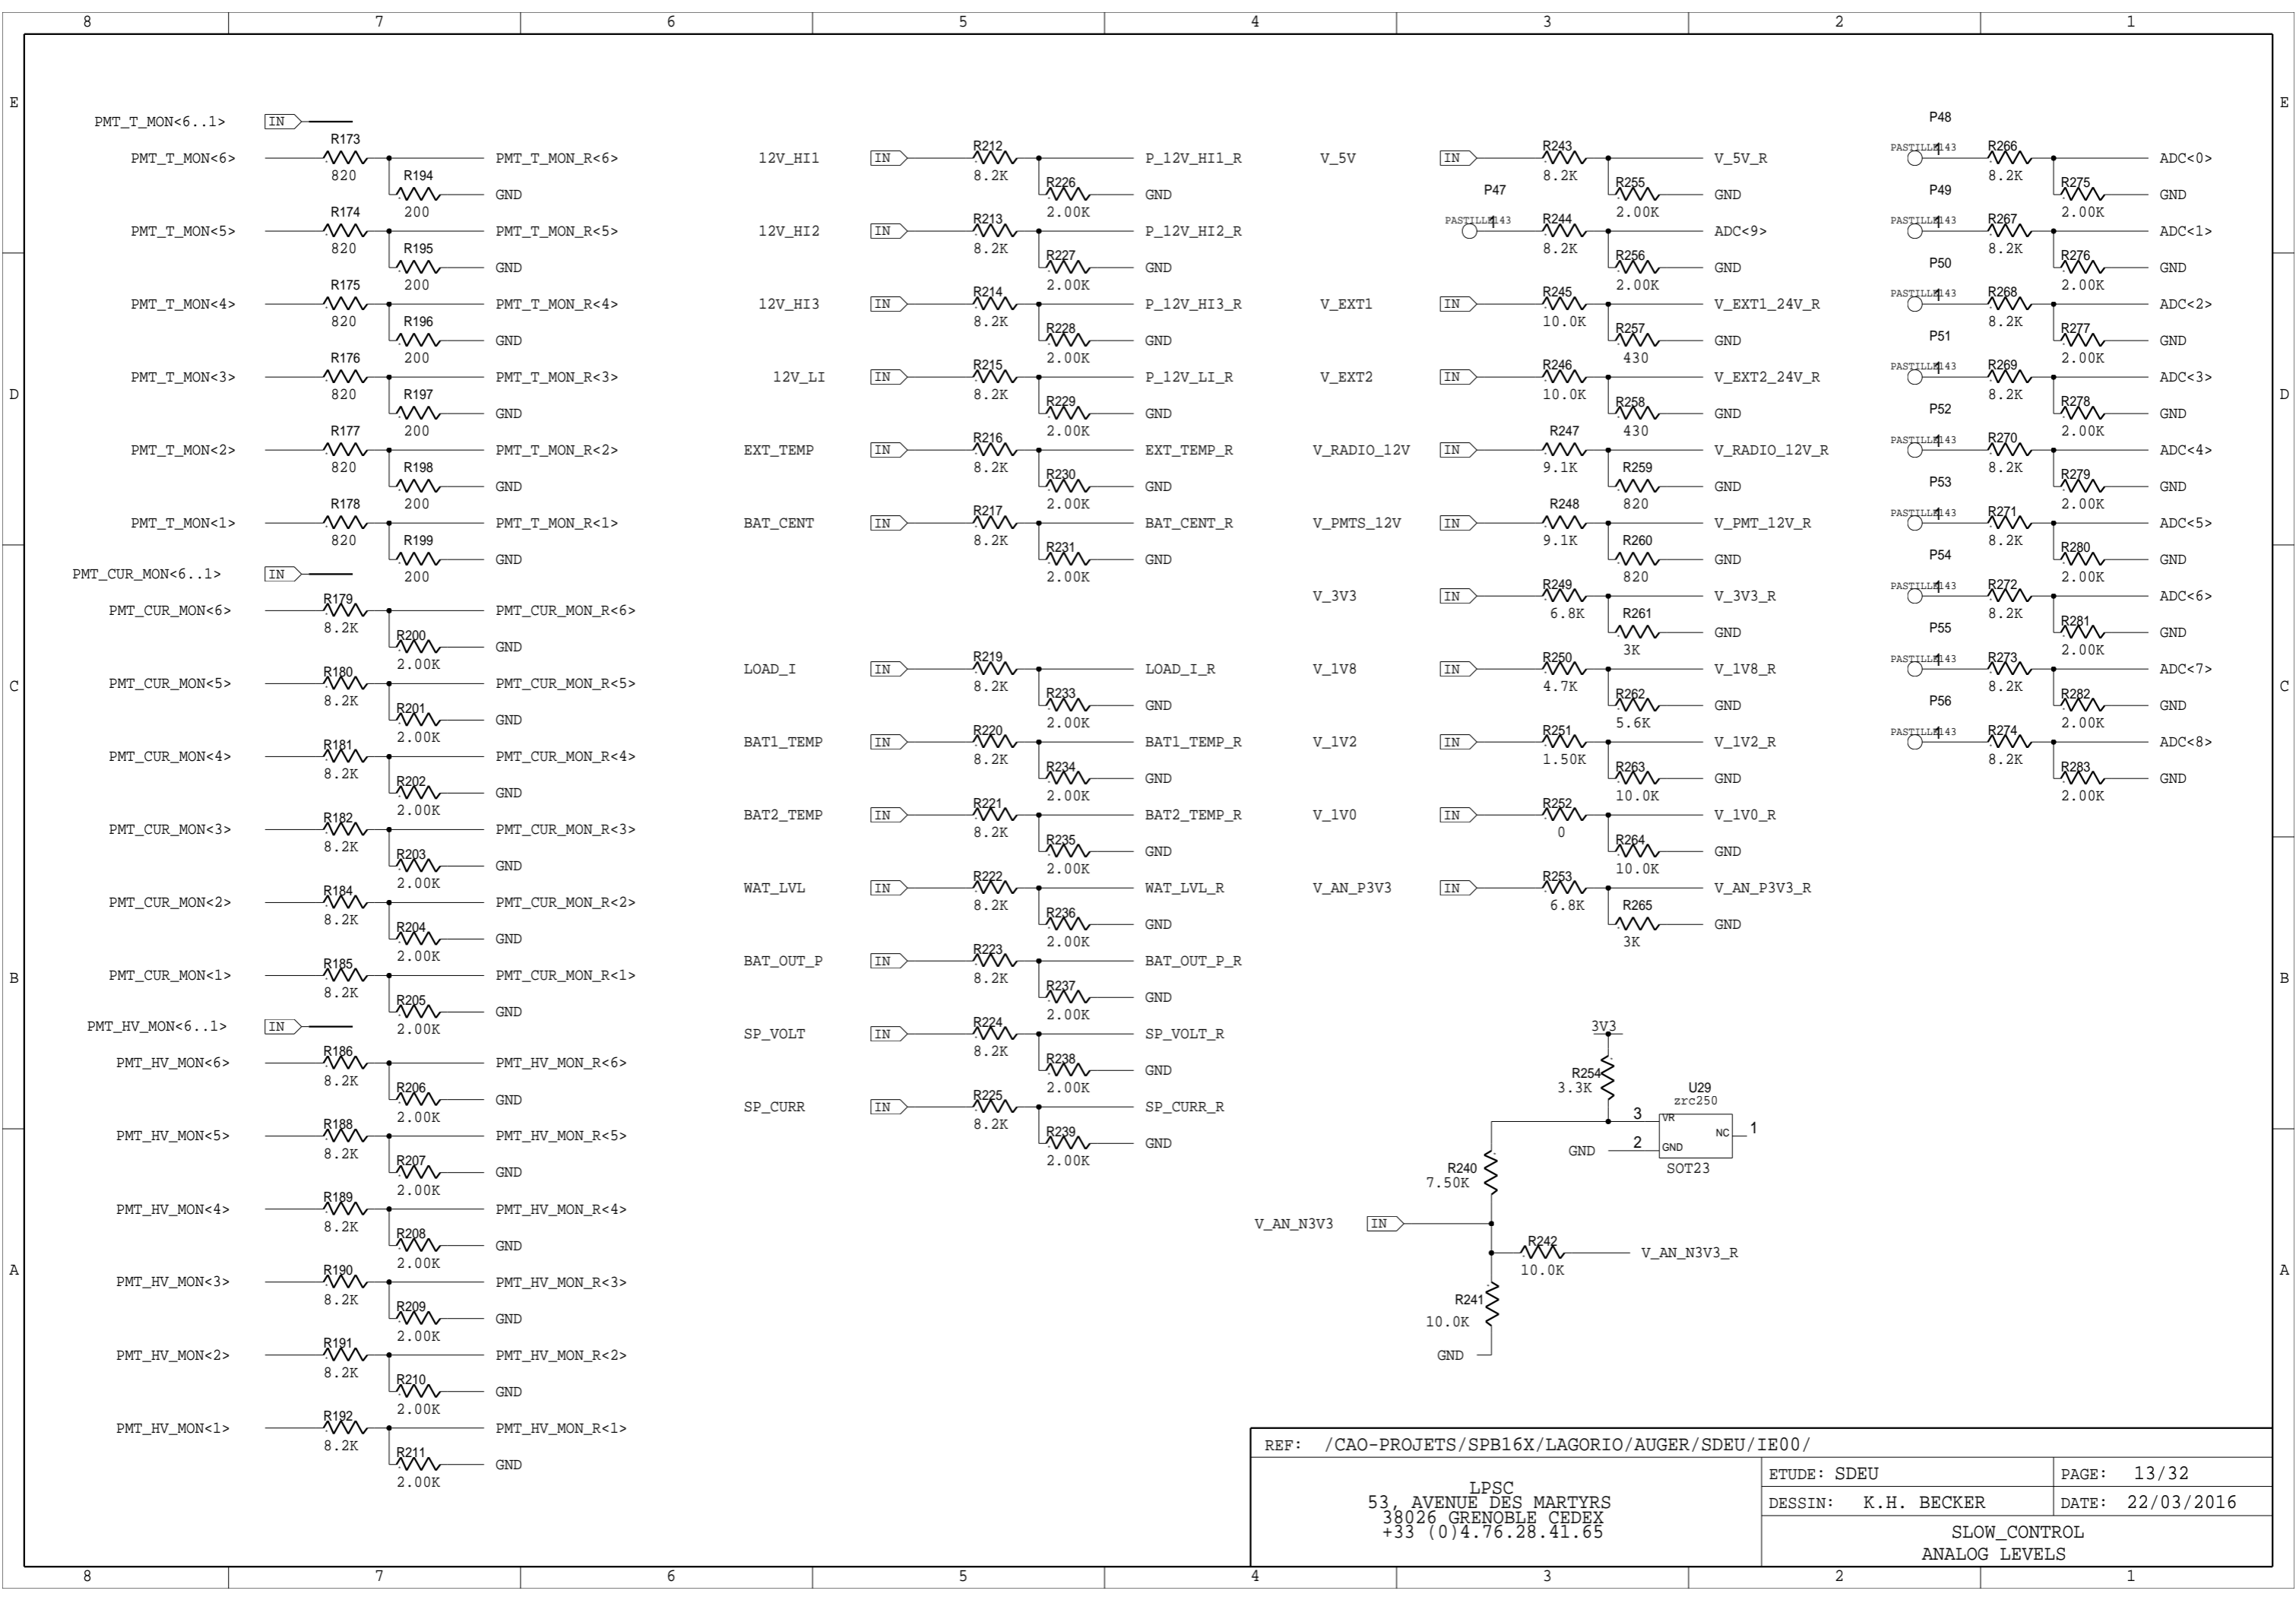 8 7 6 5 4 3 2 1
E E
D D
C C
B B
A A
PMT_T_MON<6..1> IN
PMT_T_MON<6> R173 820 PMT_T_MON_R<6>
R194 200 GND
PMT_T_MON<5> R174 820 PMT_T_MON_R<5>
R195 200 GND
PMT_T_MON<4> R175 820 PMT_T_MON_R<4>
R196 200 GND
PMT_T_MON<3> R176 820 PMT_T_MON_R<3>
R197 200 GND
PMT_T_MON<2> R177 820 PMT_T_MON_R<2>
R198 200 GND
PMT_T_MON<1> R178 820 PMT_T_MON_R<1>
R199 200 GND
PMT_CUR_MON<6..1> IN
PMT_CUR_MON<6> R179 8.2K PMT_CUR_MON_R<6>
R200 2.00K GND
PMT_CUR_MON<5> R180 8.2K PMT_CUR_MON_R<5>
R201 2.00K GND
PMT_CUR_MON<4> R181 8.2K PMT_CUR_MON_R<4>
R202 2.00K GND
PMT_CUR_MON<3> R182 8.2K PMT_CUR_MON_R<3>
R203 2.00K GND
PMT_CUR_MON<2> R184 8.2K PMT_CUR_MON_R<2>
R204 2.00K GND
PMT_CUR_MON<1> R185 8.2K PMT_CUR_MON_R<1>
R205 2.00K GND
PMT_HV_MON<6..1> IN
PMT_HV_MON<6> R186 8.2K PMT_HV_MON_R<6>
R206 2.00K GND
PMT_HV_MON<5> R188 8.2K PMT_HV_MON_R<5>
R207 2.00K GND
PMT_HV_MON<4> R189 8.2K PMT_HV_MON_R<4>
R208 2.00K GND
PMT_HV_MON<3> R190 8.2K PMT_HV_MON_R<3>
R209 2.00K GND
PMT_HV_MON<2> R191 8.2K PMT_HV_MON_R<2>
R210 2.00K GND
PMT_HV_MON<1> R192 8.2K PMT_HV_MON_R<1>
R211 2.00K GND
12V_HI1 IN R212 8.2K P_12V_HI1_R
R226 2.00K GND
12V_HI2 IN R213 8.2K P_12V_HI2_R
R227 2.00K GND
12V_HI3 IN R214 8.2K P_12V_HI3_R
R228 2.00K GND
12V_LI IN R215 8.2K P_12V_LI_R
R229 2.00K GND
EXT_TEMP IN R216 8.2K EXT_TEMP_R
R230 2.00K GND
BAT_CENT IN R217 8.2K BAT_CENT_R
R231 2.00K GND
LOAD_I IN R219 8.2K LOAD_I_R
R233 2.00K GND
BAT1_TEMP IN R220 8.2K BAT1_TEMP_R
R234 2.00K GND
BAT2_TEMP IN R221 8.2K BAT2_TEMP_R
R235 2.00K GND
WAT_LVL IN R222 8.2K WAT_LVL_R
R236 2.00K GND
BAT_OUT_P IN R223 8.2K BAT_OUT_P_R
R237 2.00K GND
SP_VOLT IN R224 8.2K SP_VOLT_R
R238 2.00K GND
SP_CURR IN R225 8.2K SP_CURR_R
R239 2.00K GND
V_5V IN R243 8.2K V_5V_R
R255 2.00K GND
P47 PASTILLE143 1 R244 8.2K ADC<9>
R256 2.00K GND
V_EXT1 IN R245 10.0K V_EXT1_24V_R
R257 430 GND
V_EXT2 IN R246 10.0K V_EXT2_24V_R
R258 430 GND
V_RADIO_12V IN R247 9.1K V_RADIO_12V_R
R259 820 GND
V_PMTS_12V IN R248 9.1K V_PMT_12V_R
R260 820 GND
V_3V3 IN R249 6.8K V_3V3_R
R261 3K GND
V_1V8 IN R250 4.7K V_1V8_R
R262 5.6K GND
V_1V2 IN R251 1.50K V_1V2_R
R263 10.0K GND
V_1V0 IN R252 0 V_1V0_R
R264 10.0K GND
V_AN_P3V3 IN R253 6.8K V_AN_P3V3_R
R265 3K GND
3V3
R254 3.3K
U29
zrc250
3 VR NC 1
GND 2 GND
SOT23
R240
7.50K
V_AN_N3V3 IN
R242 10.0K V_AN_N3V3_R
R241
10.0K
GND
P48 PASTILLE143 1 R266 8.2K ADC<0>
R275 2.00K GND
P49 PASTILLE143 1 R267 8.2K ADC<1>
R276 2.00K GND
P50 PASTILLE143 1 R268 8.2K ADC<2>
R277 2.00K GND
P51 PASTILLE143 1 R269 8.2K ADC<3>
R278 2.00K GND
P52 PASTILLE143 1 R270 8.2K ADC<4>
R279 2.00K GND
P53 PASTILLE143 1 R271 8.2K ADC<5>
R280 2.00K GND
P54 PASTILLE143 1 R272 8.2K ADC<6>
R281 2.00K GND
P55 PASTILLE143 1 R273 8.2K ADC<7>
R282 2.00K GND
P56 PASTILLE143 1 R274 8.2K ADC<8>
R283 2.00K GND
REF: /CAO-PROJETS/SPB16X/LAGORIO/AUGER/SDEU/IE00/
LPSC
53, AVENUE DES MARTYRS
38026 GRENOBLE CEDEX
+33 (0)4.76.28.41.65
ETUDE: SDEU PAGE: 13/32
DESSIN: K.H. BECKER DATE: 22/03/2016
SLOW_CONTROL
ANALOG LEVELS
8 7 6 5 4 3 2 1